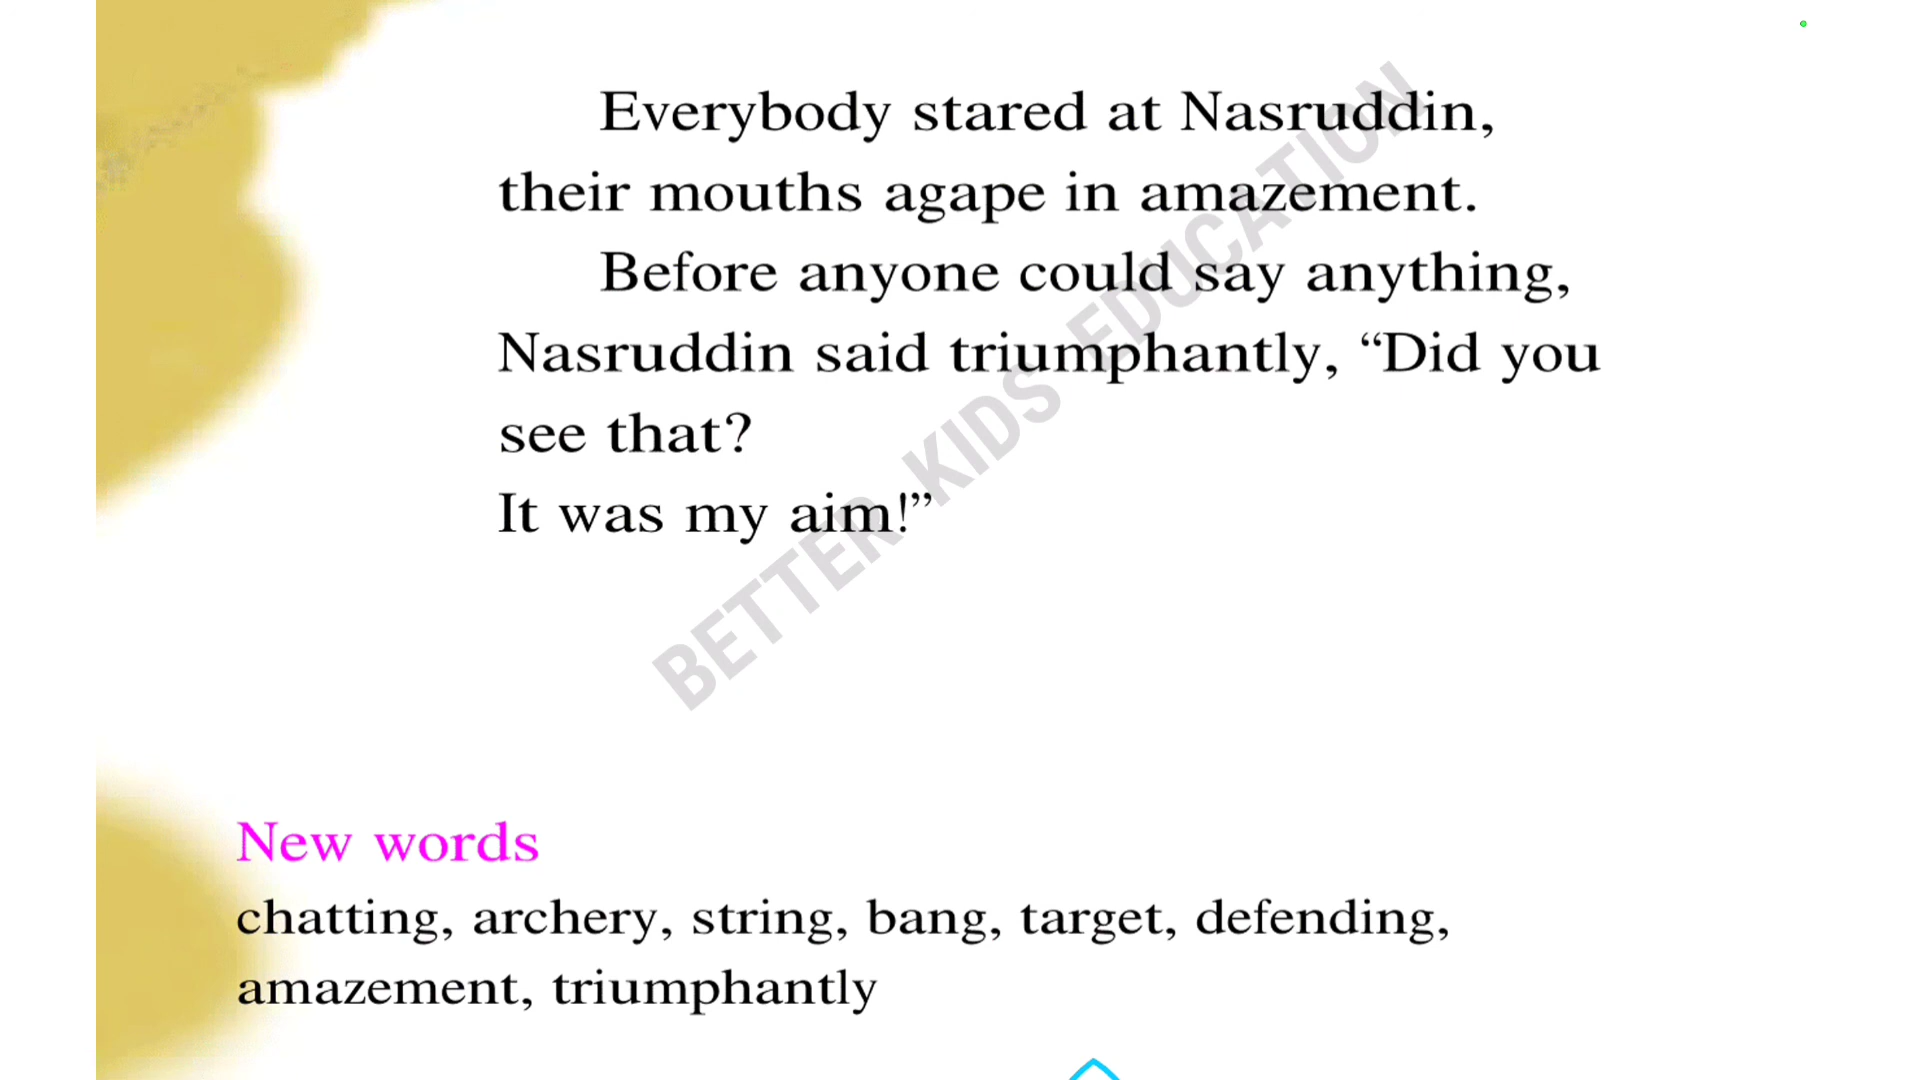 Everybody stared at Nasruddin,
their mouths agape in amazement.
Before anyone could say anything,
Nasruddin said triumphantly, “Did you
see that?
It was my aim!”
BETTER KIDS EDUCATION
New words
chatting, archery, string, bang, target, defending,
amazement, triumphantly